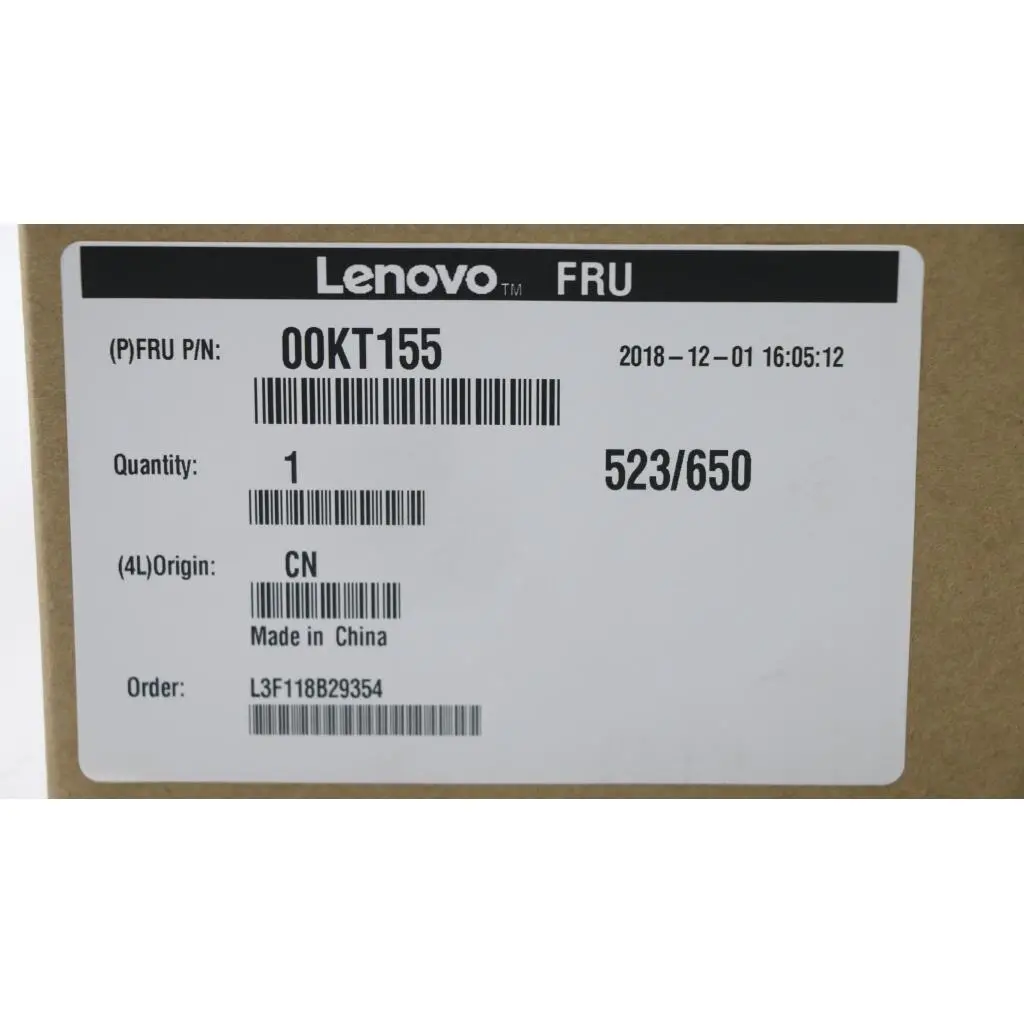 Lenovo™ FRU
(P)FRU P/N: 00KT155 2018-12-01 16:05:12
Quantity: 1 523/650
(4L)Origin: CN
Made in China
Order: L3F118B29354